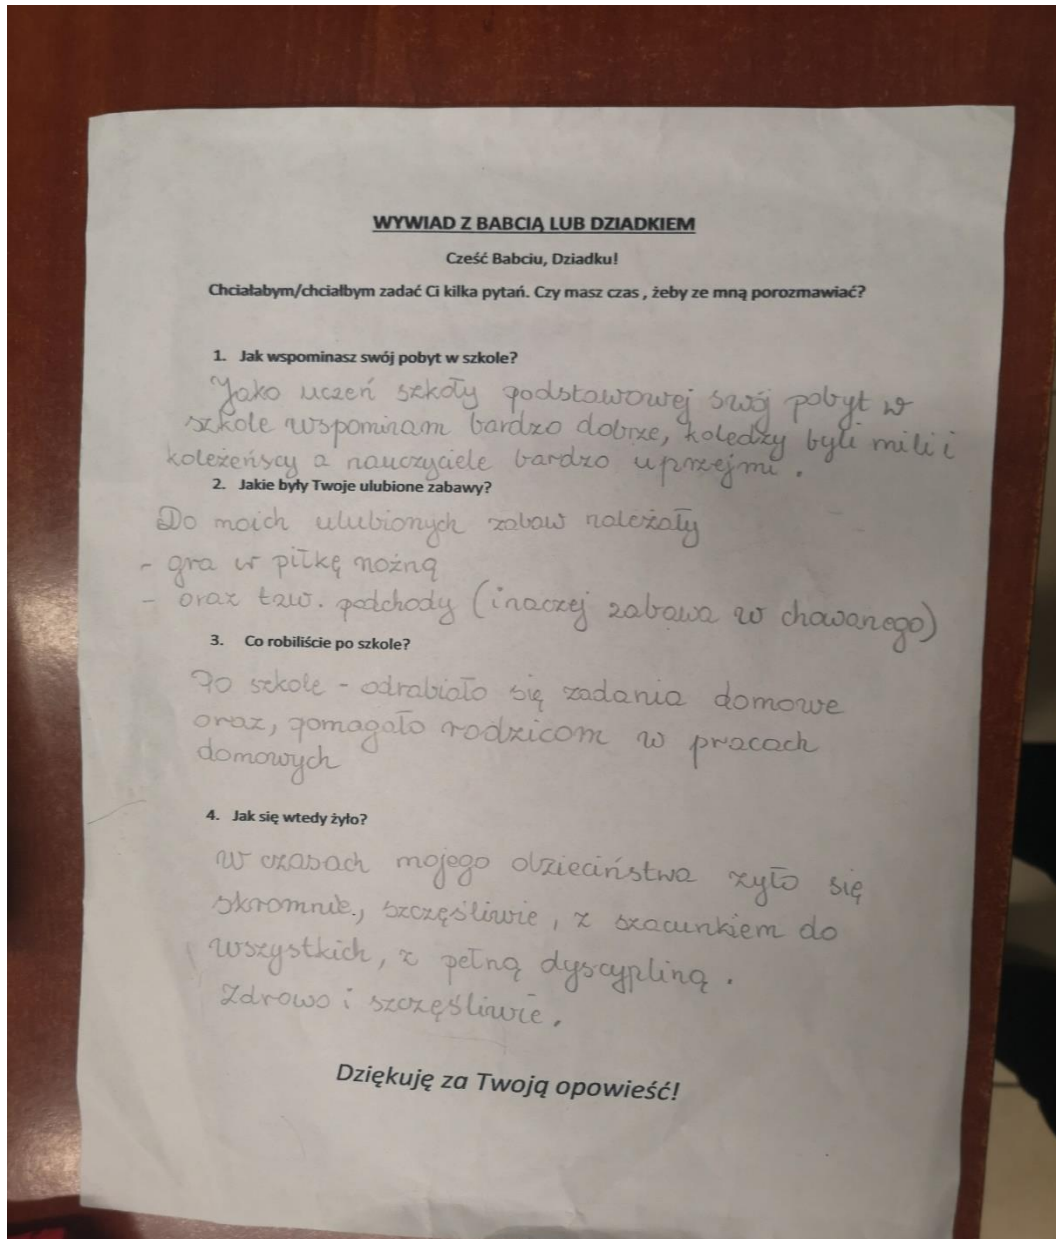 WYWIAD Z BABCIĄ LUB DZIADKIEM
Cześć Babciu, Dziadku!
Chciałabym/chciałbym zadać Ci kilka pytań. Czy masz czas , żeby ze mną porozmawiać?
1. Jak wspominasz swój pobyt w szkole?
Jako uczeń szkoły podstawowej swój pobyt w
szkole wspominam bardzo dobrze, koledzy byli mili i
koleżeńscy a nauczyciele bardzo uprzejmi.
2. Jakie były Twoje ulubione zabawy?
Do moich ulubionych zabaw należały
- gra w piłkę nożną
- oraz tzw. podchody (inaczej zabawa w chowanego)
3. Co robiliście po szkole?
Po szkole - odrabiało się zadania domowe
oraz, pomagało rodzicom w pracach
domowych
4. Jak się wtedy żyło?
W czasach mojego dzieciństwa żyło się
skromnie, szczęśliwie, z szacunkiem do
wszystkich, z pełną dyscypliną.
Zdrowo i szczęśliwie.
Dziękuję za Twoją opowieść!